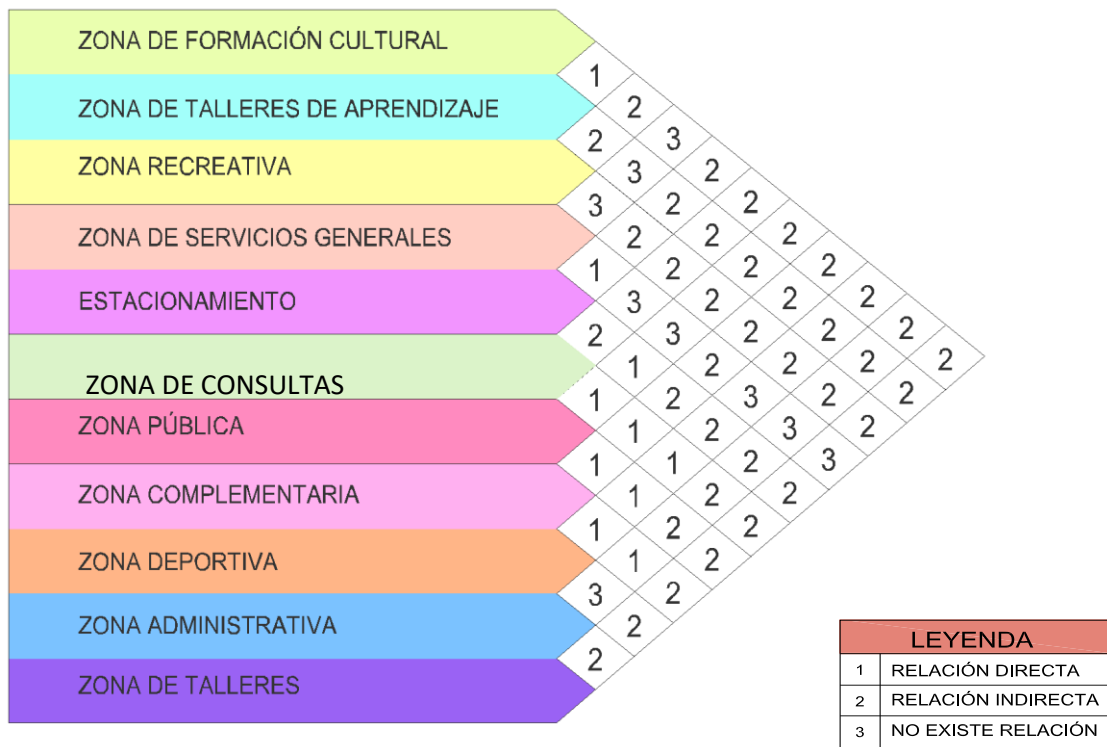 ZONA DE FORMACIÓN CULTURAL
1
ZONA DE TALLERES DE APRENDIZAJE 2
2 3
ZONA RECREATIVA 3 2
3 2 2
ZONA DE SERVICIOS GENERALES 2 2 2
1 2 2 2
ESTACIONAMIENTO 3 2 2 2
2 3 2 2 2
1 2 2 2 2
ZONA DE CONSULTAS
1 2 3 2 2
ZONA PÚBLICA 1 2 3 2
1 1 2 3
ZONA COMPLEMENTARIA 1 2 2
1 2 2
ZONA DEPORTIVA 1 2
3 2
ZONA ADMINISTRATIVA 2
2
ZONA DE TALLERES
LEYENDA
1 RELACIÓN DIRECTA
2 RELACIÓN INDIRECTA
3 NO EXISTE RELACIÓN